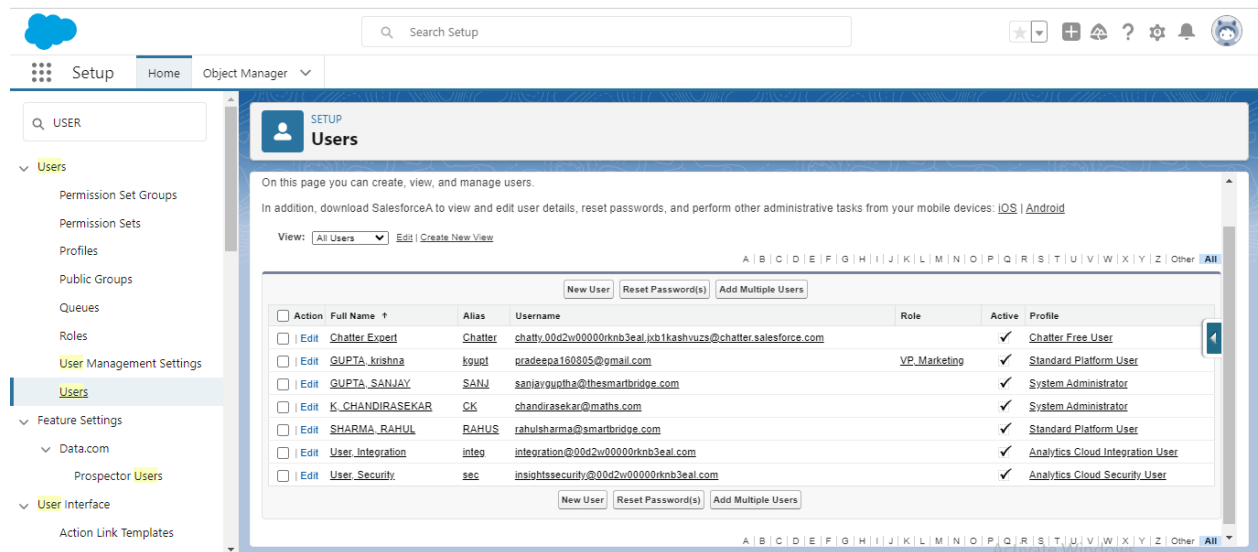 Search Setup
Setup Home Object Manager
USER
Users
Permission Set Groups
Permission Sets
Profiles
Public Groups
Queues
Roles
User Management Settings
Users
Feature Settings
Data.com
Prospector Users
User Interface
Action Link Templates
SETUP
Users
On this page you can create, view, and manage users.
In addition, download SalesforceA to view and edit user details, reset passwords, and perform other administrative tasks from your mobile devices: iOS | Android
View: All Users Edit | Create New View
A | B | C | D | E | F | G | H | I | J | K | L | M | N | O | P | Q | R | S | T | U | V | W | X | Y | Z | Other All
New User Reset Password(s) Add Multiple Users
Action Full Name ↑ Alias Username Role Active Profile
| Edit Chatter Expert Chatter chatty.00d2w00000rknb3eal.jxb1kashvuzs@chatter.salesforce.com ✓ Chatter Free User
| Edit GUPTA, krishna kgupt pradeepa160805@gmail.com VP, Marketing ✓ Standard Platform User
| Edit GUPTA, SANJAY SANJ sanjayguptha@thesmartbridge.com ✓ System Administrator
| Edit K, CHANDIRASEKAR CK chandirasekar@maths.com ✓ System Administrator
| Edit SHARMA, RAHUL RAHUS rahulsharma@smartbridge.com ✓ Standard Platform User
| Edit User, Integration integ integration@00d2w00000rknb3eal.com ✓ Analytics Cloud Integration User
| Edit User, Security sec insightssecurity@00d2w00000rknb3eal.com ✓ Analytics Cloud Security User
New User Reset Password(s) Add Multiple Users
A | B | C | D | E | F | G | H | I | J | K | L | M | N | O | P | Q | R | S | T | U | V | W | X | Y | Z | Other All
Activate Windows